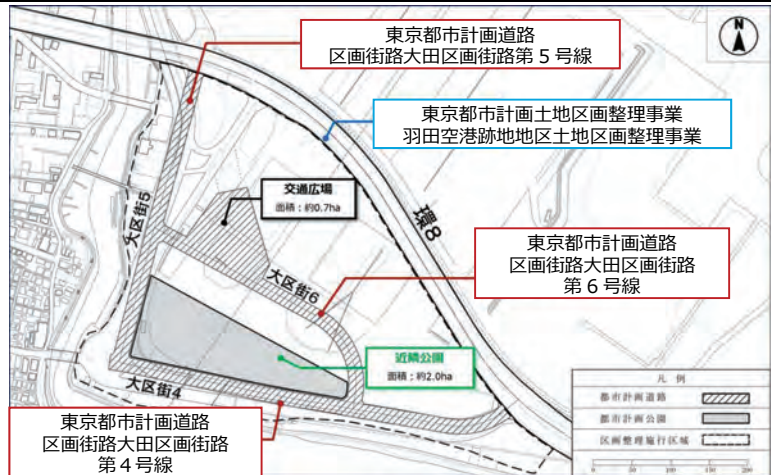 東京都市計画道路
区画街路大田区画街路第5号線
N
東京都市計画土地区画整理事業
羽田空港跡地地区土地区画整理事業
交通広場
面積：約0.7ha
環8
大区街5
東京都市計画道路
区画街路大田区画街路
第6号線
大区街6
近隣公園
面積：約2.0ha
大区街4
東京都市計画道路
区画街路大田区画街路
第4号線
凡例
都市計画道路
都市計画公園
区画整理施行区域
0 50 100 150 200